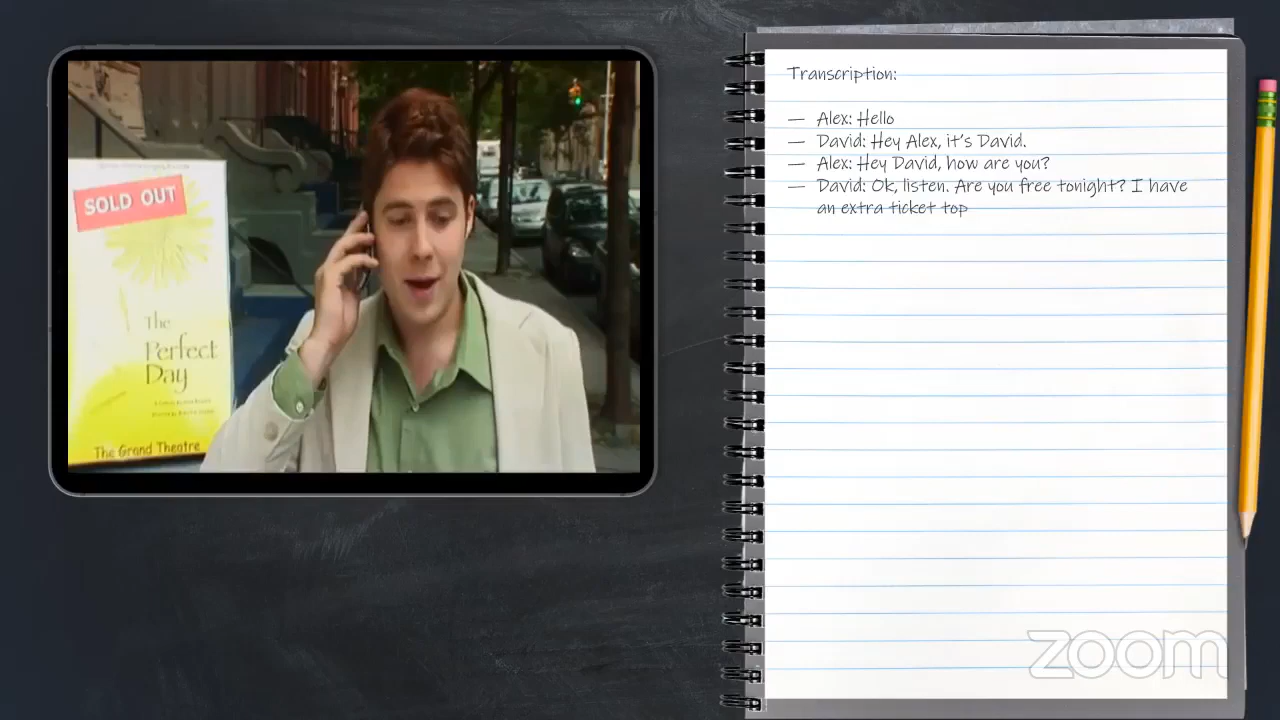 SOLD OUT
The
Perfect
Day
The Grand Theatre
Transcription:
— Alex: Hello
— David: Hey Alex, it's David.
— Alex: Hey David, how are you?
— David: Ok, listen. Are you free tonight? I have
an extra ticket top
zoom